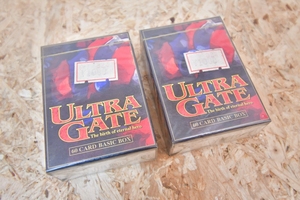 ULTRA
GATE
The birth of eternal hero
60 CARD BASIC BOX
ULTRA
GATE
The birth of eternal hero
60 CARD BASIC BOX